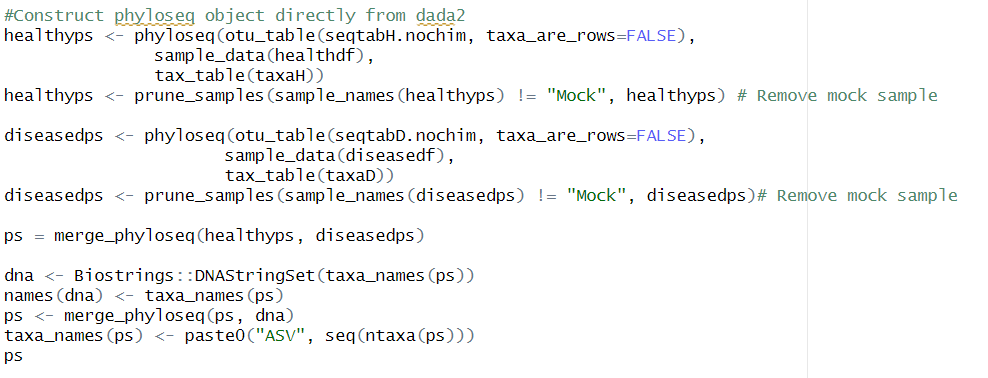 #Construct phyloseq object directly from dada2
healthyps <- phyloseq(otu_table(seqtabH.nochim, taxa_are_rows=FALSE),
sample_data(healthdf),
tax_table(taxaH))
healthyps <- prune_samples(sample_names(healthyps) != "Mock", healthyps) # Remove mock sample
diseasedps <- phyloseq(otu_table(seqtabD.nochim, taxa_are_rows=FALSE),
sample_data(diseasedf),
tax_table(taxaD))
diseasedps <- prune_samples(sample_names(diseasedps) != "Mock", diseasedps)# Remove mock sample
ps = merge_phyloseq(healthyps, diseasedps)
dna <- Biostrings::DNAStringSet(taxa_names(ps))
names(dna) <- taxa_names(ps)
ps <- merge_phyloseq(ps, dna)
taxa_names(ps) <- paste0("ASV", seq(ntaxa(ps)))
ps